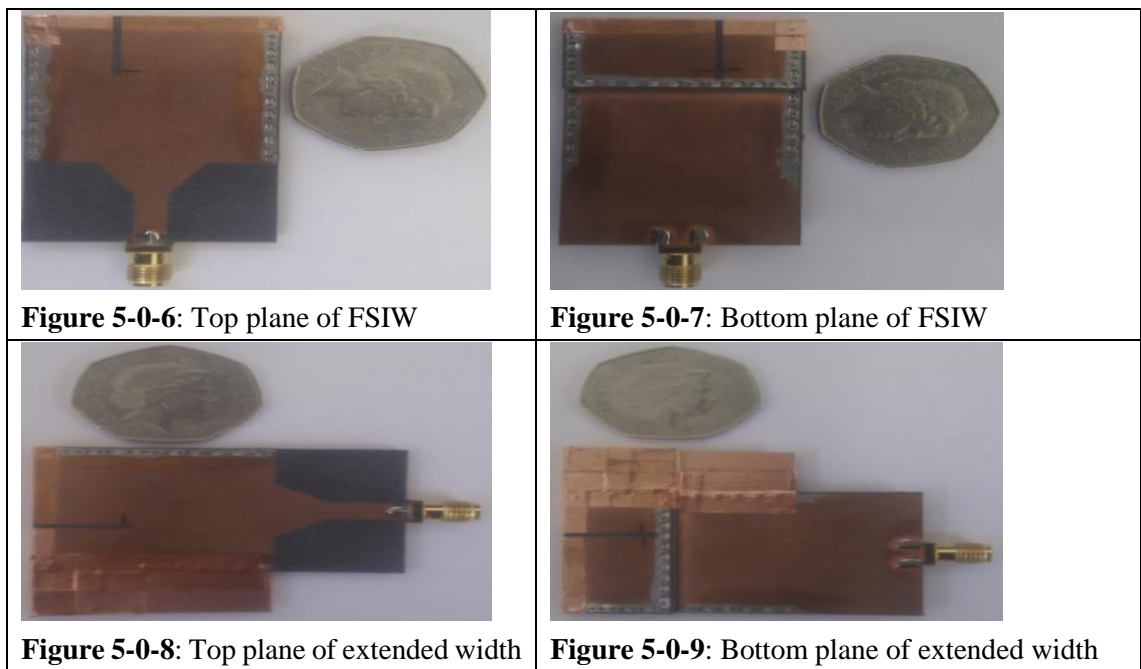 Figure 5-0-6: Top plane of FSIW
Figure 5-0-7: Bottom plane of FSIW
Figure 5-0-8: Top plane of extended width
Figure 5-0-9: Bottom plane of extended width